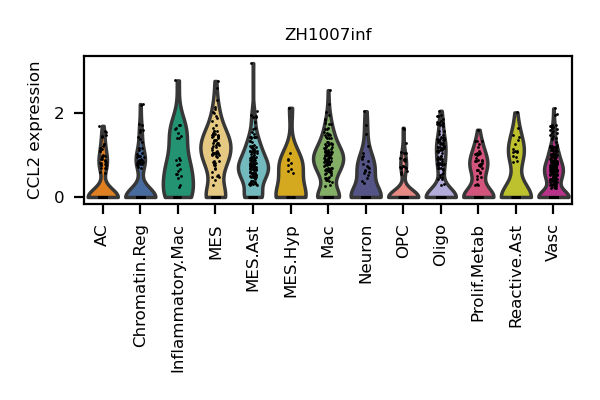 ZH1007inf
CCL2 expression
2
0
AC
Chromatin.Reg
Inflammatory.Mac
MES
MES.Ast
MES.Hyp
Mac
Neuron
OPC
Oligo
Prolif.Metab
Reactive.Ast
Vasc